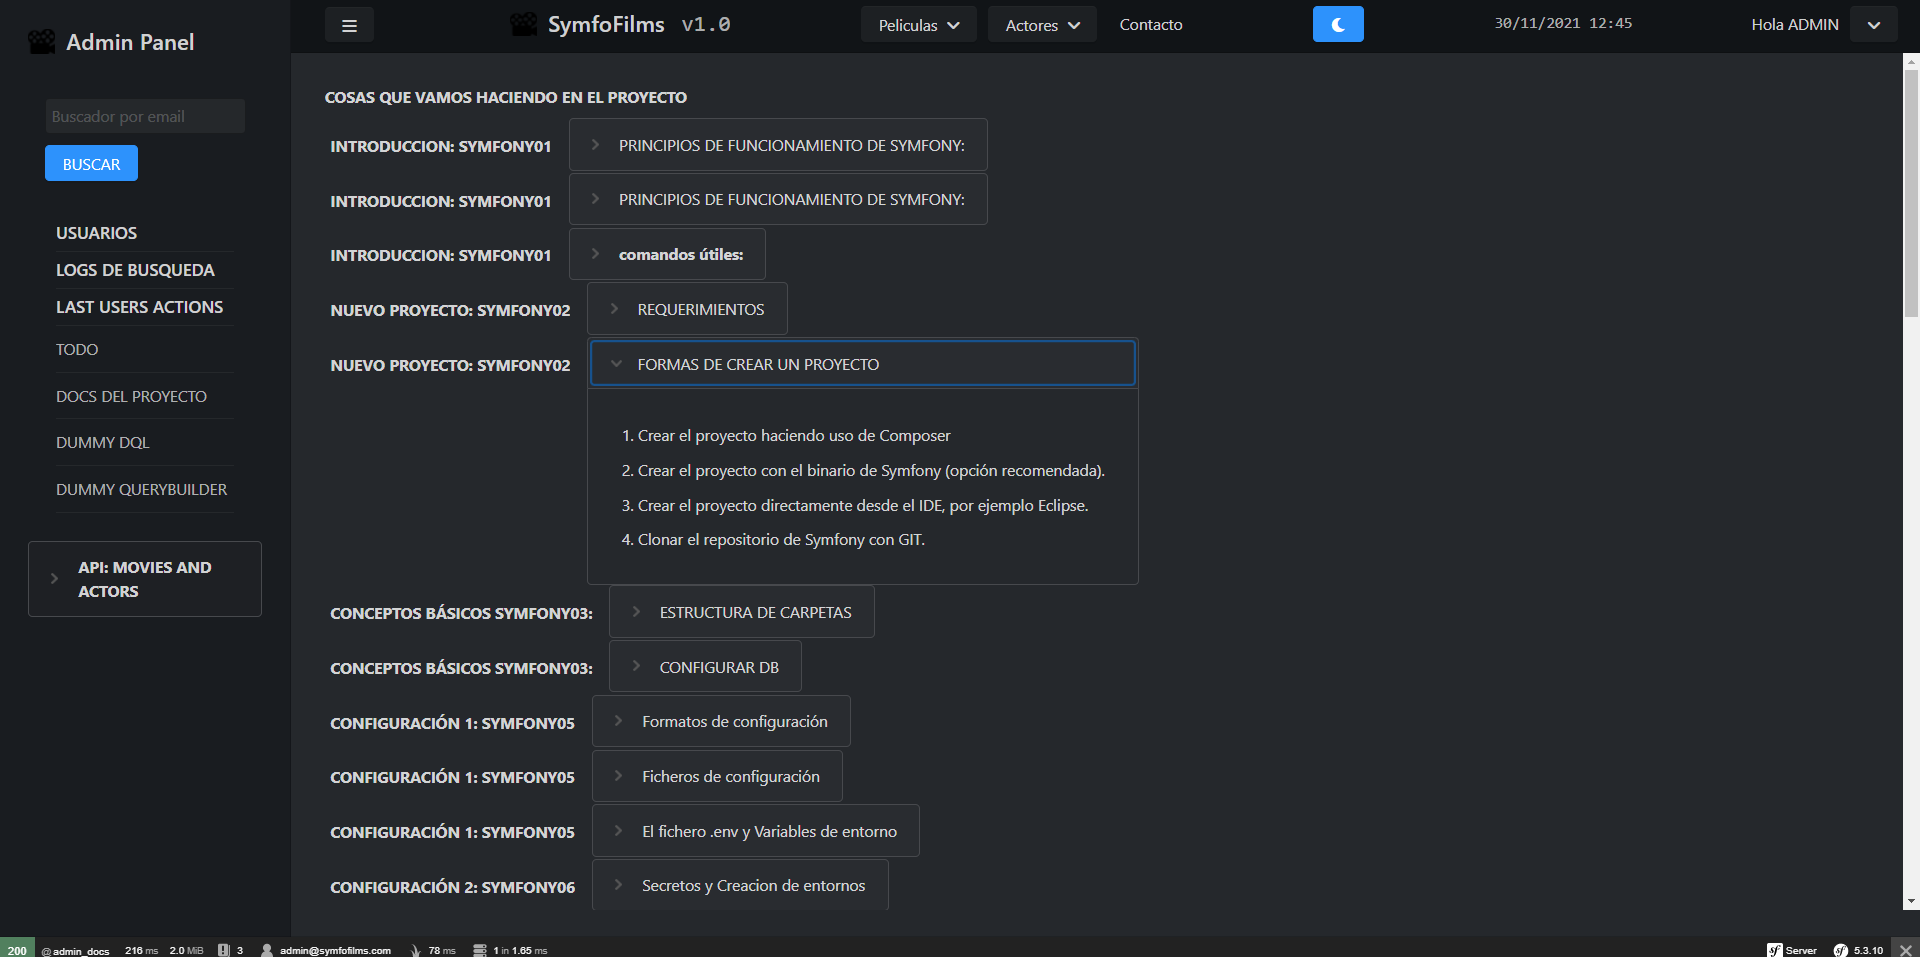 Admin Panel
SymfoFilms v1.0
Peliculas
Actores
Contacto
30/11/2021 12:45
Hola ADMIN
Buscador por email
BUSCAR
USUARIOS
LOGS DE BUSQUEDA
LAST USERS ACTIONS
TODO
DOCS DEL PROYECTO
DUMMY DQL
DUMMY QUERYBUILDER
API: MOVIES AND
ACTORS
COSAS QUE VAMOS HACIENDO EN EL PROYECTO
INTRODUCCION: SYMFONY01 PRINCIPIOS DE FUNCIONAMIENTO DE SYMFONY:
INTRODUCCION: SYMFONY01 PRINCIPIOS DE FUNCIONAMIENTO DE SYMFONY:
INTRODUCCION: SYMFONY01 comandos útiles:
NUEVO PROYECTO: SYMFONY02 REQUERIMIENTOS
NUEVO PROYECTO: SYMFONY02 FORMAS DE CREAR UN PROYECTO
1. Crear el proyecto haciendo uso de Composer
2. Crear el proyecto con el binario de Symfony (opción recomendada).
3. Crear el proyecto directamente desde el IDE, por ejemplo Eclipse.
4. Clonar el repositorio de Symfony con GIT.
CONCEPTOS BÁSICOS SYMFONY03: ESTRUCTURA DE CARPETAS
CONCEPTOS BÁSICOS SYMFONY03: CONFIGURAR DB
CONFIGURACIÓN 1: SYMFONY05 Formatos de configuración
CONFIGURACIÓN 1: SYMFONY05 Ficheros de configuración
CONFIGURACIÓN 1: SYMFONY05 El fichero .env y Variables de entorno
CONFIGURACIÓN 2: SYMFONY06 Secretos y Creacion de entornos
200 @ admin_docs 216 ms 2.0 MiB 3 admin@symfofilms.com 78 ms 1 in 1.65 ms sf Server sf 5.3.10